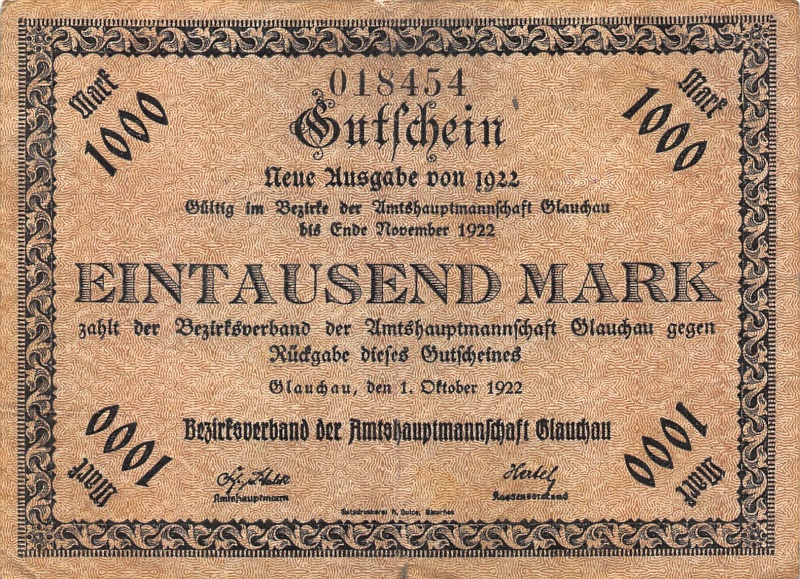 018454
Mark 1000
Mark 1000
Gutschein
Neue Ausgabe von 1922
Gültig im Bezirke der Amtshauptmannschaft Glauchau
bis Ende November 1922
EINTAUSEND MARK
zahlt der Bezirksverband der Amtshauptmannschaft Glauchau gegen
Rückgabe dieses Gutscheines
Glauchau, den 1. Oktober 1922
Bezirksverband der Amtshauptmannschaft Glauchau
1000 Mark
1000 Mark
Hertel
Amtshauptmann
Kassenvorstand
Glauchau